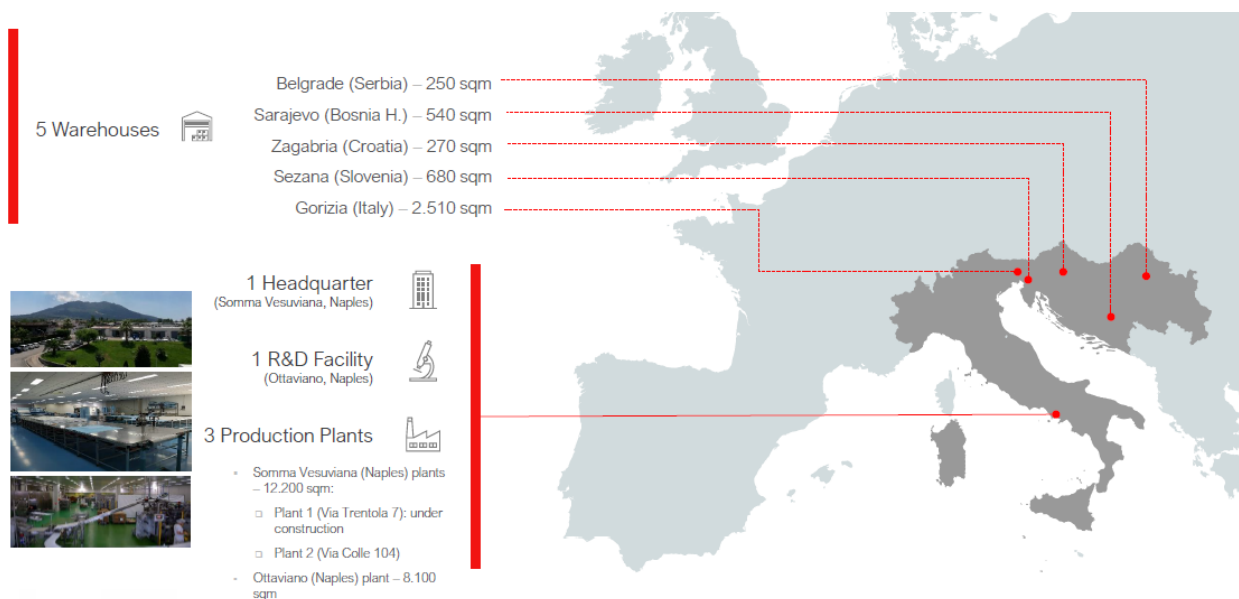 5 Warehouses
Belgrade (Serbia) – 250 sqm
Sarajevo (Bosnia H.) – 540 sqm
Zagabria (Croatia) – 270 sqm
Sezana (Slovenia) – 680 sqm
Gorizia (Italy) – 2.510 sqm
1 Headquarter
(Somma Vesuviana, Naples)
1 R&D Facility
(Ottaviano, Naples)
3 Production Plants
- Somma Vesuviana (Naples) plants
– 12.200 sqm:
□ Plant 1 (Via Trentola 7): under
construction
□ Plant 2 (Via Colle 104)
- Ottaviano (Naples) plant – 8.100
sqm